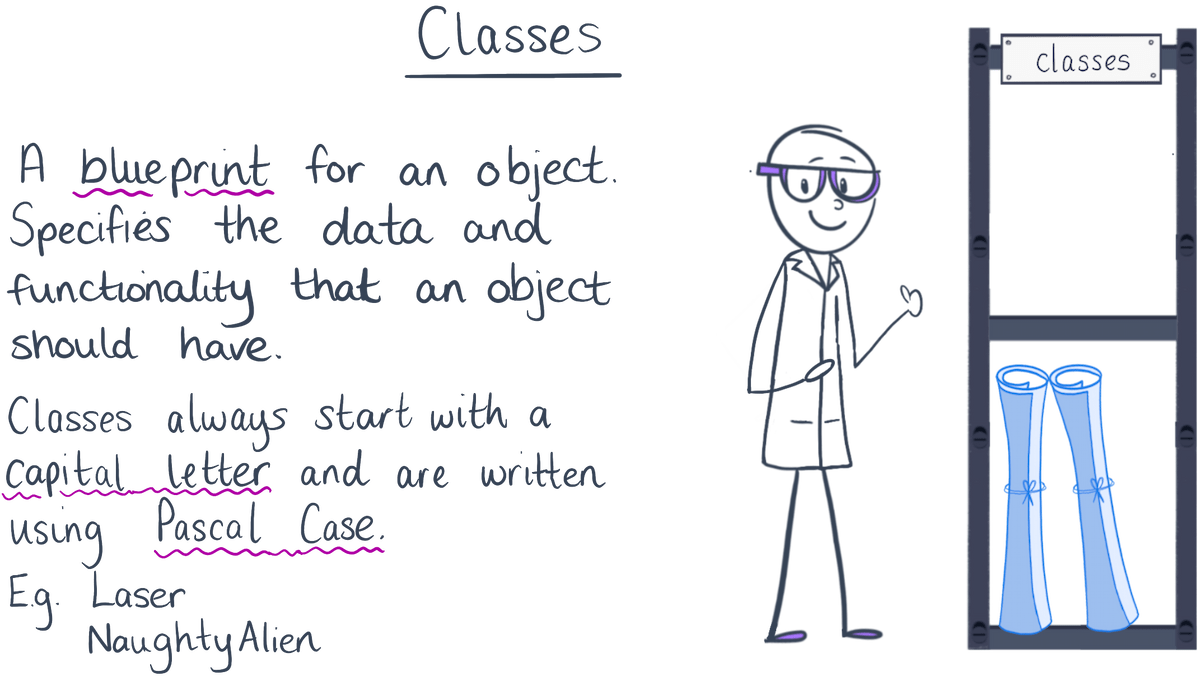 Classes
classes
A blueprint for an object.
Specifies the data and
functionality that an object
should have.
Classes always start with a
capital letter and are written
using Pascal Case.
E.g. Laser
NaughtyAlien